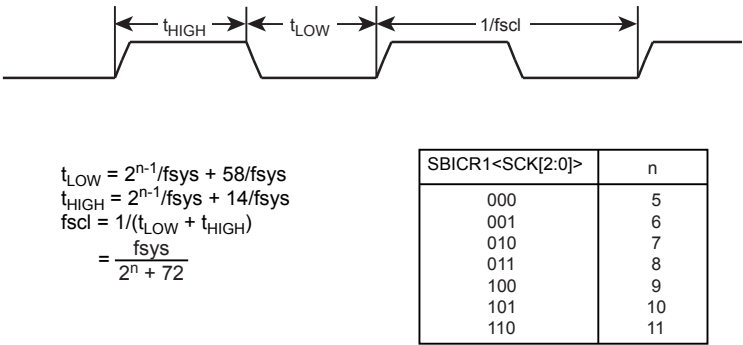 tHIGH tLOW 1/fscl
tLOW = 2n-1/fsys + 58/fsys
tHIGH = 2n-1/fsys + 14/fsys
fscl = 1/(tLOW + tHIGH)
= fsys
2n + 72
SBICR1<SCK[2:0]> n
000 5
001 6
010 7
011 8
100 9
101 10
110 11